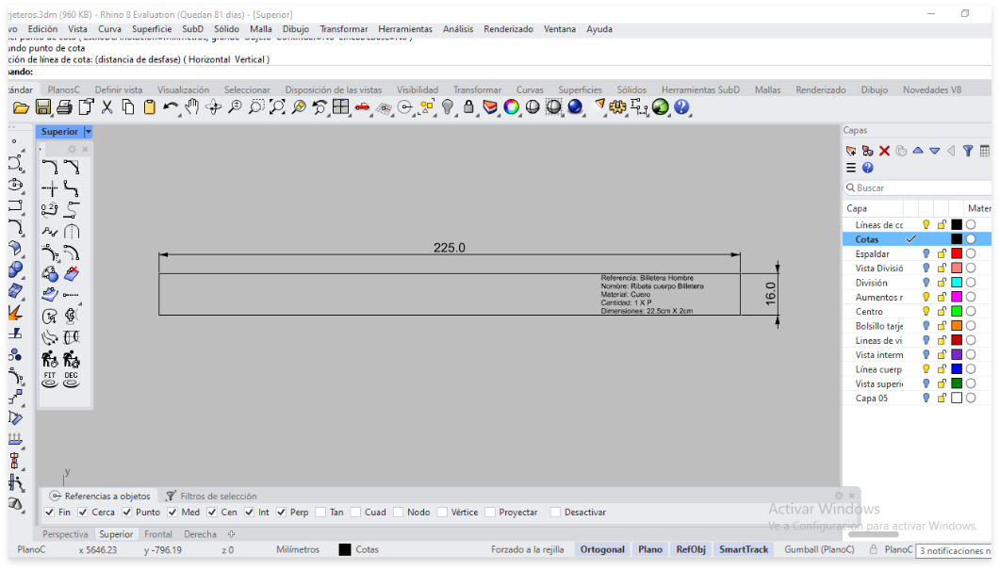 rjeteros.3dm (960 KB) - Rhino 8 Evaluation (Quedan 81 días) - [Superior]
vo Edición Vista Curva Superficie SubD Sólido Malla Dibujo Transformar Herramientas Análisis Renderizado Ventana Ayuda
undo punto de cota
ción de línea de cota: (distancia de desfase) ( Horizontal Vertical )
nando:
ándar PlanosC Definir vista Visualización Seleccionar Disposición de las vistas Visibilidad Transformar Curvas Superficies Sólidos Mallas Herramientas SubD Renderizado Dibujo Novedades V8
Superior
FIT DEG
225.0
Referencia: Billetera Hombre
Nombre: Ribete cuerpo Billetera
Material: Cuero
Cantidad: 1 X P
Dimensiones: 22.5cm X 2cm
16.0
y
Capas
Buscar
Capa Mater
Líneas de cc
Cotas
Espaldar
Vista Divisió
División
Aumentos r
Centro
Bolsillo tarje
Lineas de vi
Vista interm
Línea cuerp
Vista superi
Capa 05
Referencias a objetos Filtros de selección
Fin Cerca Punto Med Cen Int Perp Tan Cuad Nodo Vértice Proyectar Desactivar
Activar Windows
Ve a Configuración para activar Windows.
Perspectiva Superior Frontal Derecha
PlanoC x 5646.23 y -796.19 z 0 Milímetros Cotas Forzado a la rejilla Ortogonal Plano RefObj SmartTrack Gumball (PlanoC) PlanoC 3 notificaciones n